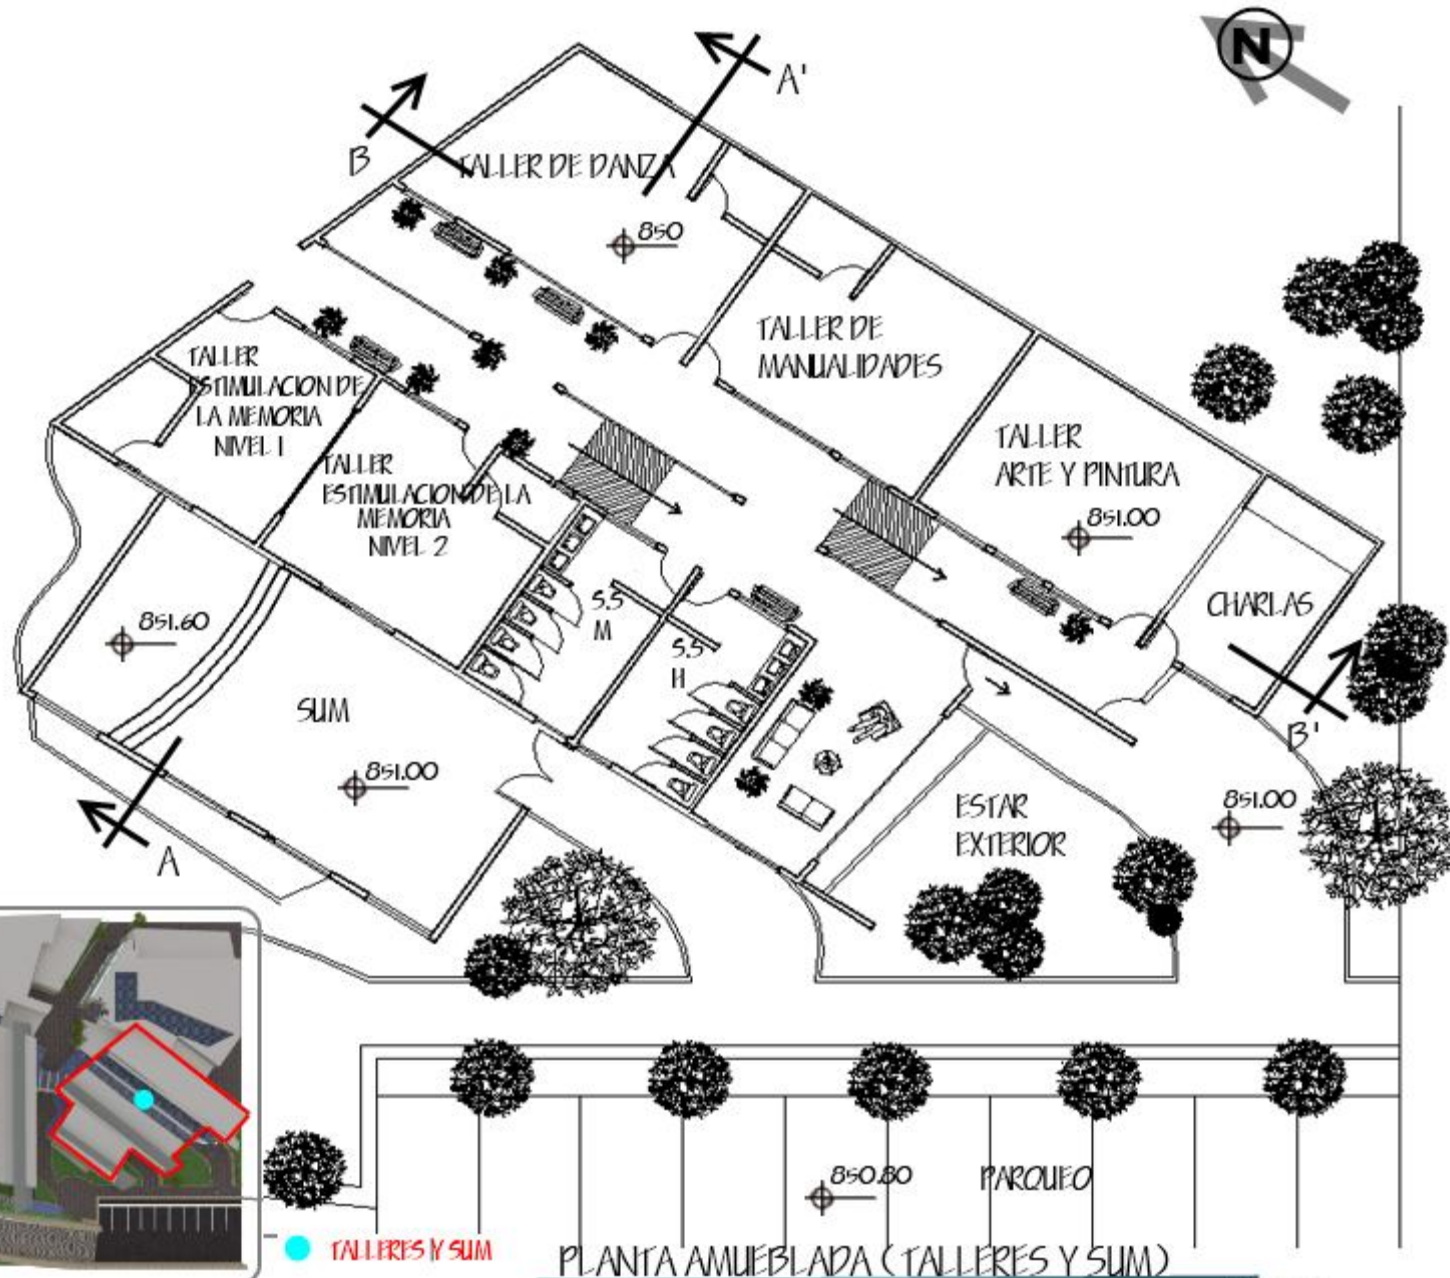 N
A'
B
TALLER DE DANZA
850
TALLER DE
MANUALIDADES
TALLER
ESTIMULACION DE
LA MEMORIA
NIVEL 1
TALLER
ESTIMULACION DE LA
MEMORIA
NIVEL 2
TALLER
ARTE Y PINTURA
851.00
CHARLAS
S.S
M
S.S
H
851.60
SUM
851.00
B'
ESTAR
EXTERIOR
851.00
A
850.80
PARQUEO
TALLERES Y SUM
PLANTA AMUEBLADA ( TALLERES Y SUM )